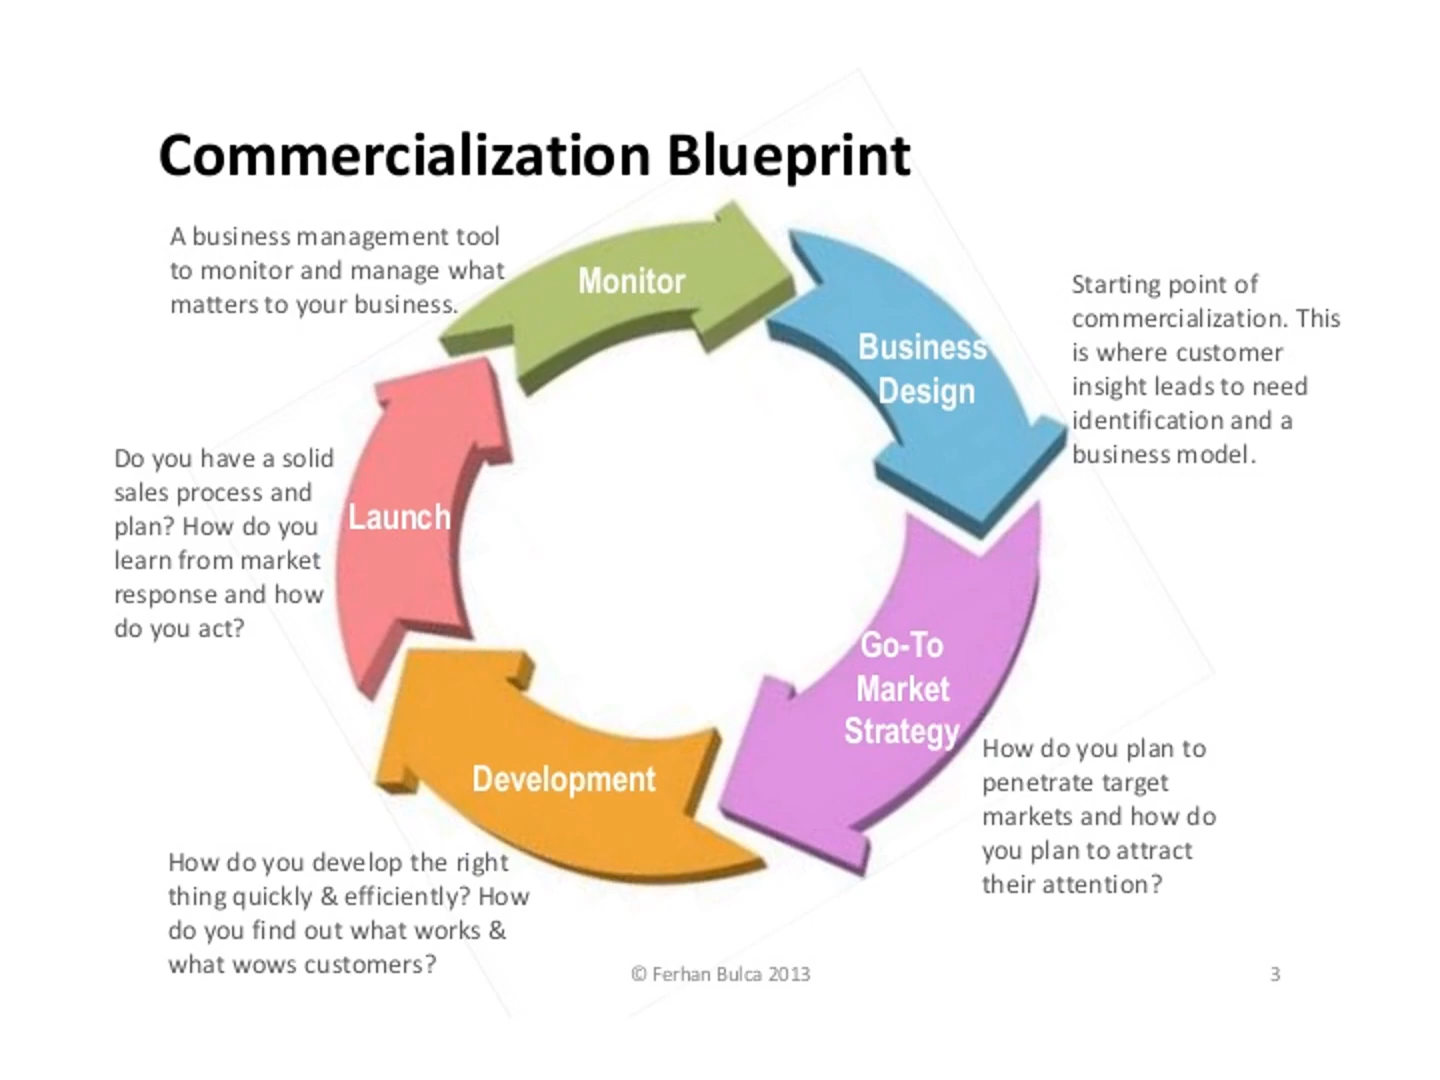 Commercialization Blueprint
A business management tool
to monitor and manage what
matters to your business.
Monitor
Business
Design
Starting point of
commercialization. This
is where customer
insight leads to need
identification and a
business model.
Go-To
Market
Strategy
How do you plan to
penetrate target
markets and how do
you plan to attract
their attention?
Development
How do you develop the right
thing quickly & efficiently? How
do you find out what works &
what wows customers?
Launch
Do you have a solid
sales process and
plan? How do you
learn from market
response and how
do you act?
© Ferhan Bulca 2013
3